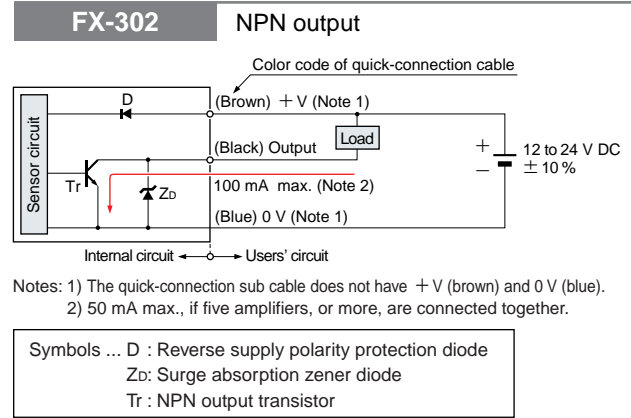 FX-302 NPN output
Color code of quick-connection cable
D
(Brown) +V (Note 1)
Sensor circuit
(Black) Output
Load
+
−
12 to 24 V DC
± 10 %
Tr
ZD
100 mA max. (Note 2)
(Blue) 0 V (Note 1)
Internal circuit Users' circuit
Notes: 1) The quick-connection sub cable does not have +V (brown) and 0 V (blue).
2) 50 mA max., if five amplifiers, or more, are connected together.
Symbols ... D : Reverse supply polarity protection diode
ZD: Surge absorption zener diode
Tr : NPN output transistor